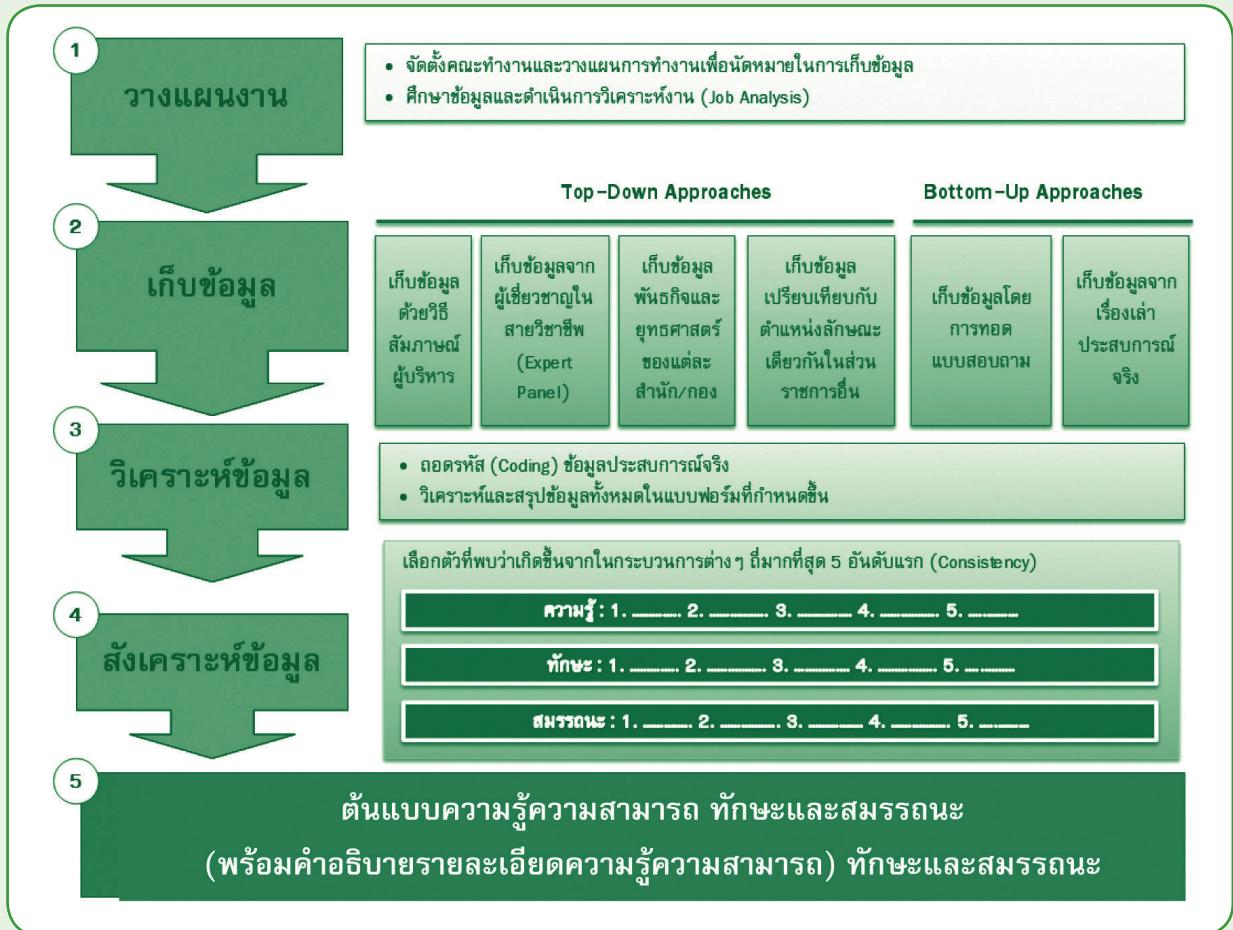 1
วางแผนงาน
• จัดตั้งคณะทำงานและวางแผนการทำงานเพื่อนัดหมายในการเก็บข้อมูล
• ศึกษาข้อมูลและดำเนินการวิเคราะห์งาน (Job Analysis)
Top-Down Approaches
Bottom-Up Approaches
2
เก็บข้อมูล
เก็บข้อมูล
ด้วยวิธี
สัมภาษณ์
ผู้บริหาร
เก็บข้อมูลจาก
ผู้เชี่ยวชาญใน
สายวิชาชีพ
(Expert
Panel)
เก็บข้อมูล
พันธกิจและ
ยุทธศาสตร์
ของแต่ละ
สำนัก/กอง
เก็บข้อมูล
เปรียบเทียบกับ
ตำแหน่งลักษณะ
เดียวกันในส่วน
ราชการอื่น
เก็บข้อมูลโดย
การทอด
แบบสอบถาม
เก็บข้อมูลจาก
เรื่องเล่า
ประสบการณ์
จริง
3
วิเคราะห์ข้อมูล
• ถอดรหัส (Coding) ข้อมูลประสบการณ์จริง
• วิเคราะห์และสรุปข้อมูลทั้งหมดในแบบฟอร์มที่กำหนดขึ้น
4
สังเคราะห์ข้อมูล
เลือกตัวที่พบว่าเกิดขึ้นจากในกระบวนการต่างๆ ถี่มากที่สุด 5 อันดับแรก (Consistency)
ความรู้ : 1. ............. 2. ............... 3. .............. 4. ............... 5. .............
ทักษะ : 1. ............. 2. ............... 3. .............. 4. ............... 5. .............
สมรรถนะ : 1. ............. 2. ............... 3. .............. 4. ............... 5. .............
5
ต้นแบบความรู้ความสามารถ ทักษะและสมรรถนะ
(พร้อมคำอธิบายรายละเอียดความรู้ความสามารถ) ทักษะและสมรรถนะ